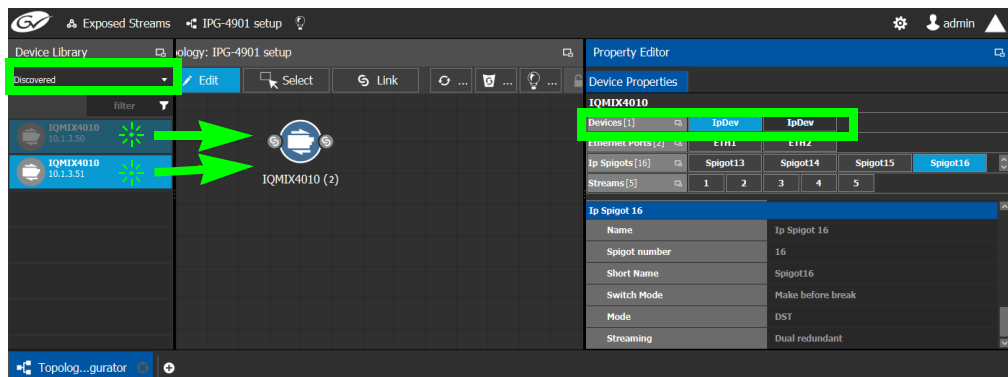 Exposed Streams IPG-4901 setup admin
Device Library ology: IPG-4901 setup Property Editor
Discovered Edit Select Link ... ... ... Device Properties
filter IQMIX4010
IQMIX4010 Devices [1] IpDev IpDev
10.1.3.50 Ethernet Ports [2] ETH1 ETH2
IQMIX4010 Ip Spigots [16] Spigot13 Spigot14 Spigot15 Spigot16
10.1.3.51 IQMIX4010 (2) Streams [5] 1 2 3 4 5
Ip Spigot 16
Name Ip Spigot 16
Spigot number 16
Short Name Spigot16
Switch Mode Make before break
Mode DST
Streaming Dual redundant
Topolog...gurator